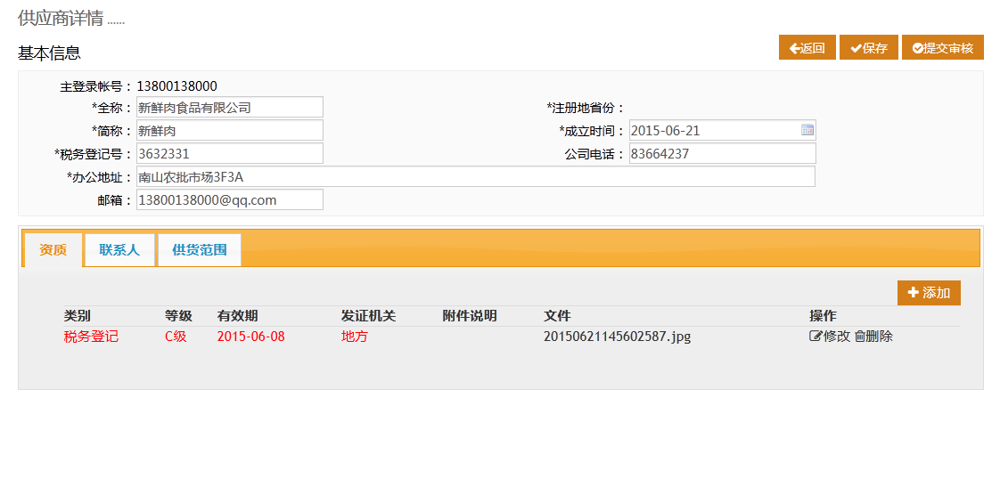 供应商详情 ......
基本信息 返回 保存 提交审核
主登录帐号： 13800138000
*全称： 新鲜肉食品有限公司 *注册地省份：
*简称： 新鲜肉 *成立时间： 2015-06-21
*税务登记号： 3632331 公司电话： 83664237
*办公地址： 南山农批市场3F3A
邮箱： 13800138000@qq.com
资质 联系人 供货范围
添加
类别 等级 有效期 发证机关 附件说明 文件 操作
税务登记 C级 2015-06-08 地方 20150621145602587.jpg 修改 删除